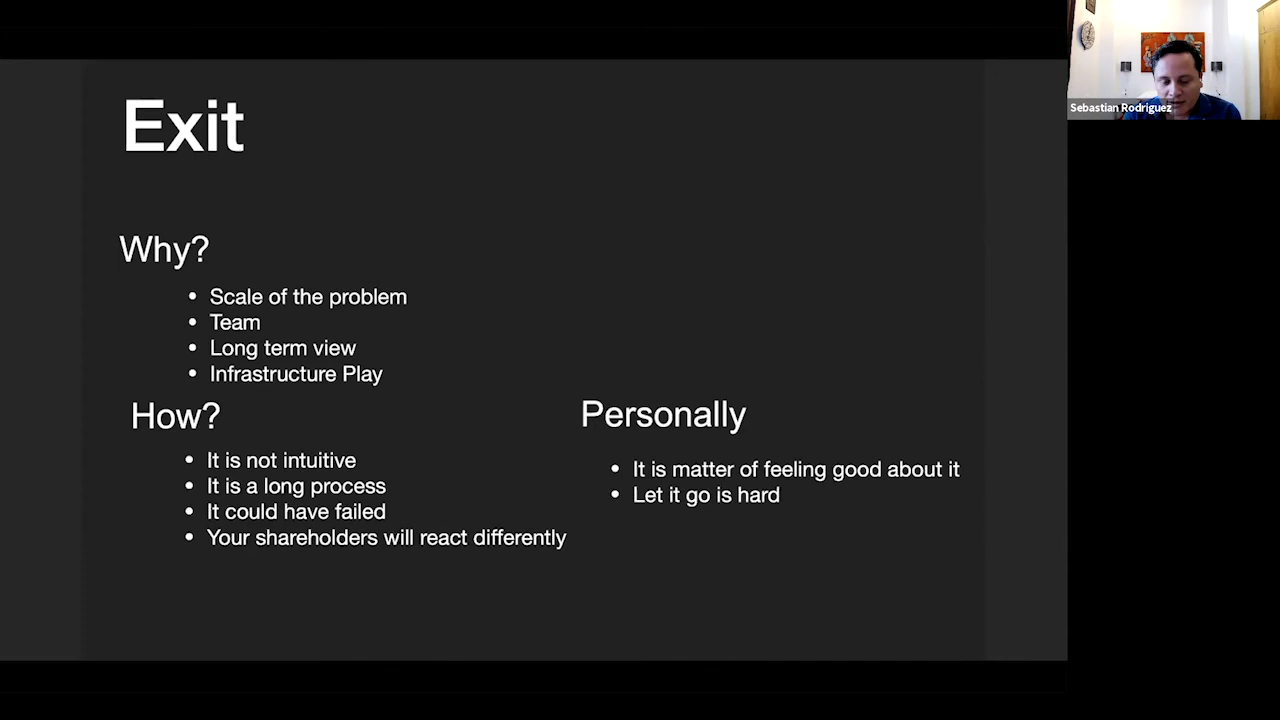 Exit
Why?
• Scale of the problem
• Team
• Long term view
• Infrastructure Play
How?
• It is not intuitive
• It is a long process
• It could have failed
• Your shareholders will react differently
Personally
• It is matter of feeling good about it
• Let it go is hard
Sebastian Rodriguez